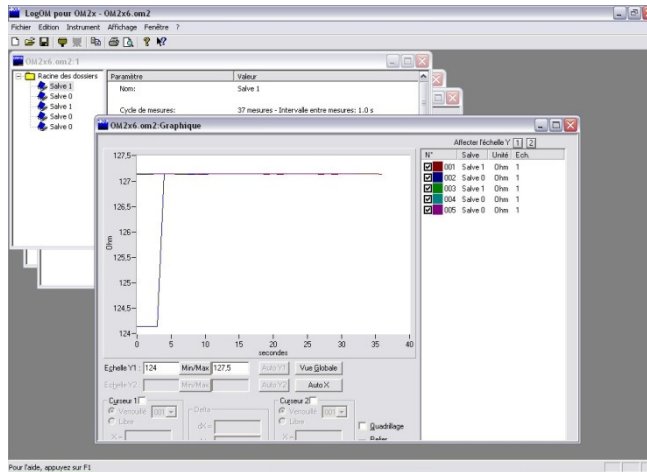 LogOM pour OM2x - OM2x6.om2
Fichier Edition Instrument Affichage Fenêtre ?
OM2x6.om2:1
Racine des dossiers
Salve 1
Salve 0
Salve 1
Salve 0
Salve 0
Paramètre Valeur
Nom: Salve 1
Cycle de mesures: 37 mesures - Intervalle entre mesures: 1.0 s
OM2x6.om2:Graphique
Affecter l'échelle Y 1 2
N° Salve Unité Ech.
001 Salve 1 Ohm 1
002 Salve 0 Ohm 1
003 Salve 1 Ohm 1
004 Salve 0 Ohm 1
005 Salve 0 Ohm 1
127.5
127
126.5
126
125.5
125
124.5
124
Ohm
0 5 10 15 20 25 30 35 40
secondes
Echelle Y1 : 124 Min/Max 127.5 Auto Y1 Vue Globale
Echelle Y2 : Min/Max Auto Y2 Auto X
Curseur 1 Delta Curseur 2
Verouillé 001 Verouillé 001
Libre dX= Libre Quadrillage
X = X = Relier
Pour l'aide, appuyez sur F1